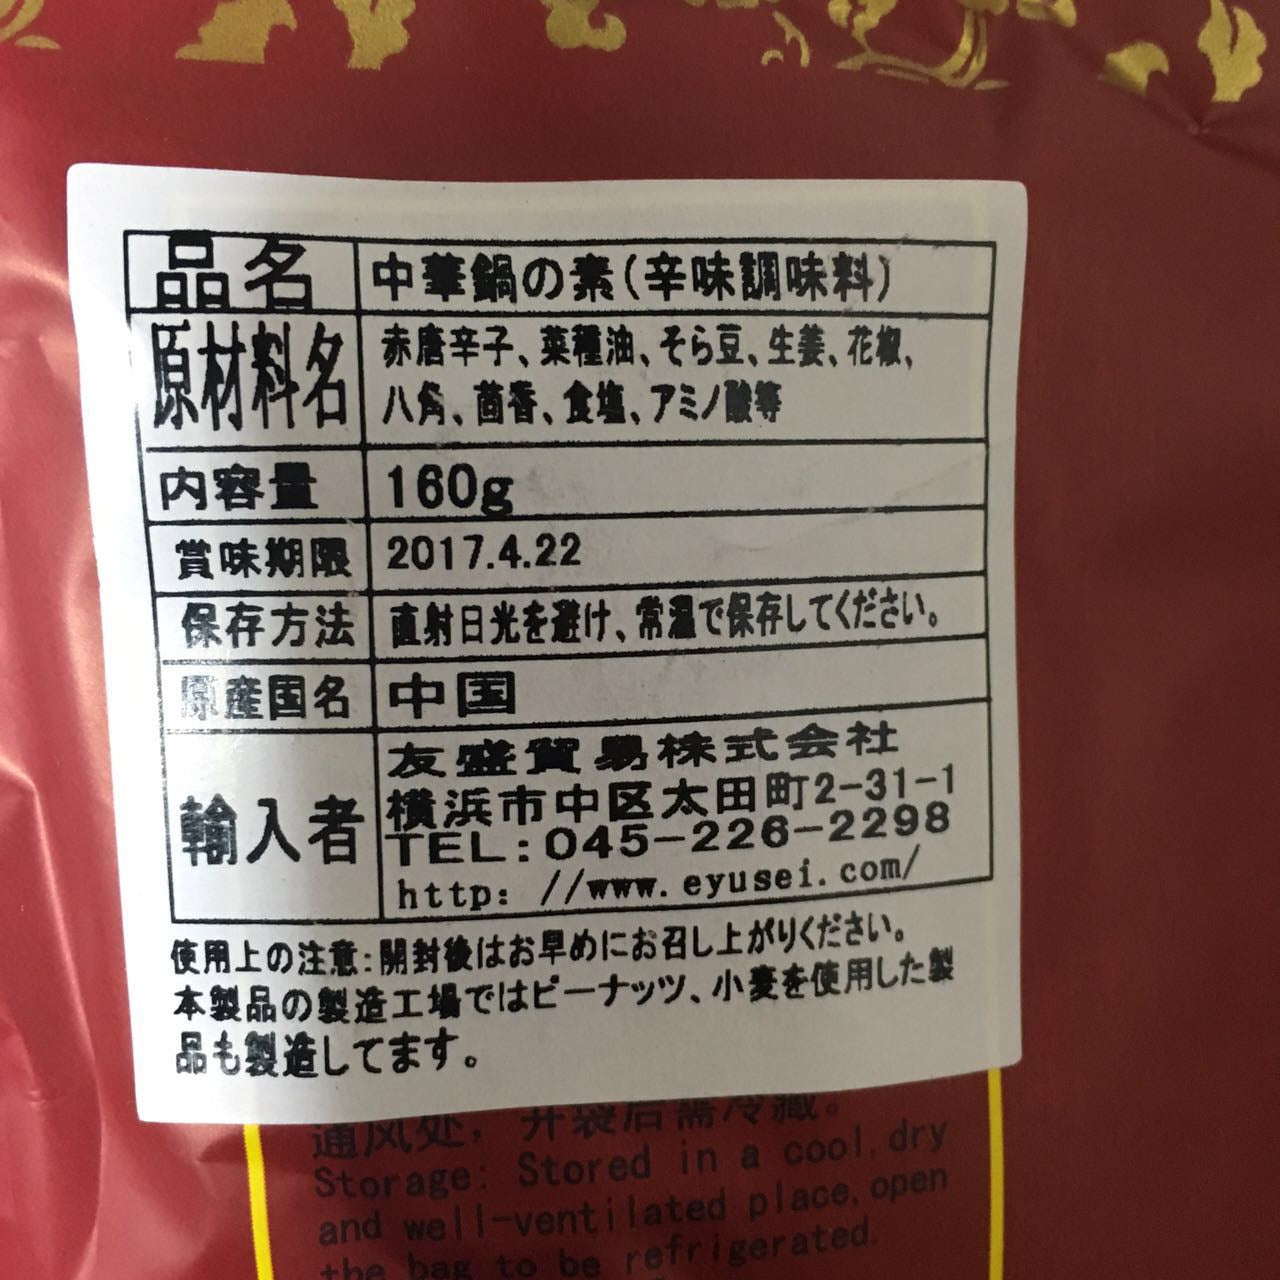 品名 中華鍋の素(辛味調味料)
原材料名 赤唐辛子、菜種油、そら豆、生姜、花椒、
八角、茴香、食塩、アミノ酸等
内容量 160g
賞味期限 2017.4.22
保存方法 直射日光を避け、常温で保存してください。
原産国名 中国
輸入者 友盛貿易株式会社
横浜市中区太田町2-31-1
TEL:045-226-2298
http: //www. eyusei. com/
使用上の注意:開封後はお早めにお召し上がりください。
本製品の製造工場ではピーナッツ、小麦を使用した製
品も製造してます。
通风处，开袋后需冷藏。
Storage: Stored in a cool,dry
and well-ventilated place,open
the bag to be refrigerated.